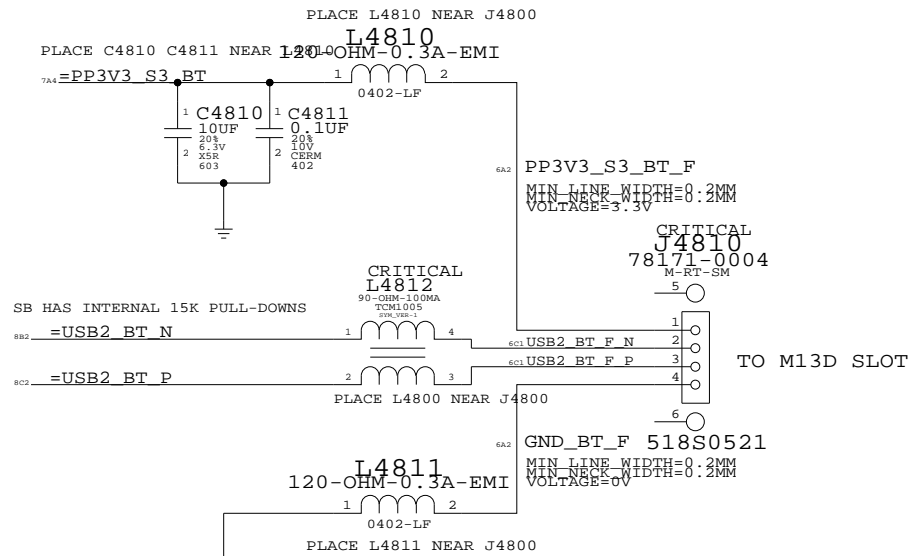 PLACE L4810 NEAR J4800
L4810
PLACE C4810 C4811 NEAR L4810
120-OHM-0.3A-EMI
7A4 =PP3V3_S3_BT
1 2
0402-LF
1 C4810
10UF
20%
6.3V
2 X5R
603
1 C4811
0.1UF
20%
10V
2 CERM
402
6A2 PP3V3_S3_BT_F
MIN_LINE_WIDTH=0.2MM
MIN_NECK_WIDTH=0.2MM
VOLTAGE=3.3V
CRITICAL
J4810
78171-0004
M-RT-SM
5
CRITICAL
L4812
90-OHM-100MA
TCM1005
SYM_VER-1
SB HAS INTERNAL 15K PULL-DOWNS
8B2 =USB2_BT_N
1 4
6C1 USB2_BT_F_N
6C1 USB2_BT_F_P
1
2
3
4
TO M13D SLOT
8C2 =USB2_BT_P
2 3
PLACE L4800 NEAR J4800
6
6A2 GND_BT_F
518S0521
MIN_LINE_WIDTH=0.2MM
MIN_NECK_WIDTH=0.2MM
VOLTAGE=0V
L4811
120-OHM-0.3A-EMI
1 2
0402-LF
PLACE L4811 NEAR J4800